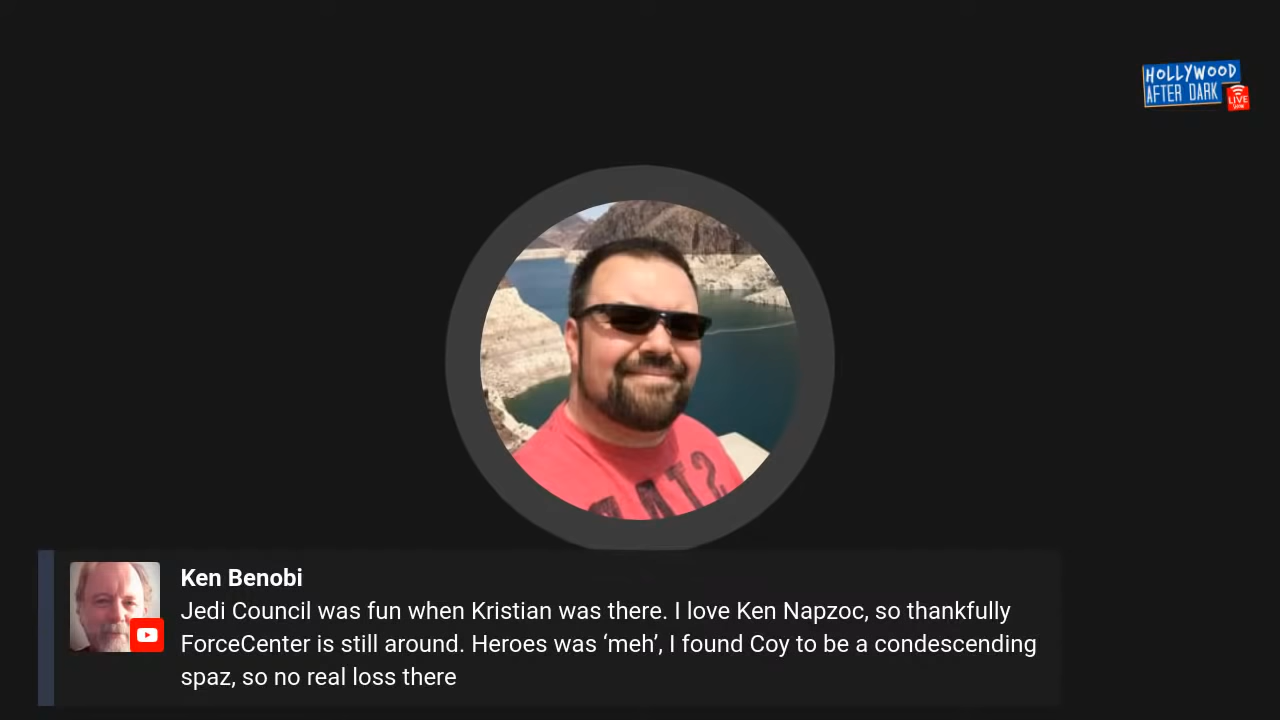 HOLLYWOOD
AFTER DARK
LIVE
Ken Benobi
Jedi Council was fun when Kristian was there. I love Ken Napzoc, so thankfully
ForceCenter is still around. Heroes was ‘meh’, I found Coy to be a condescending
spaz, so no real loss there